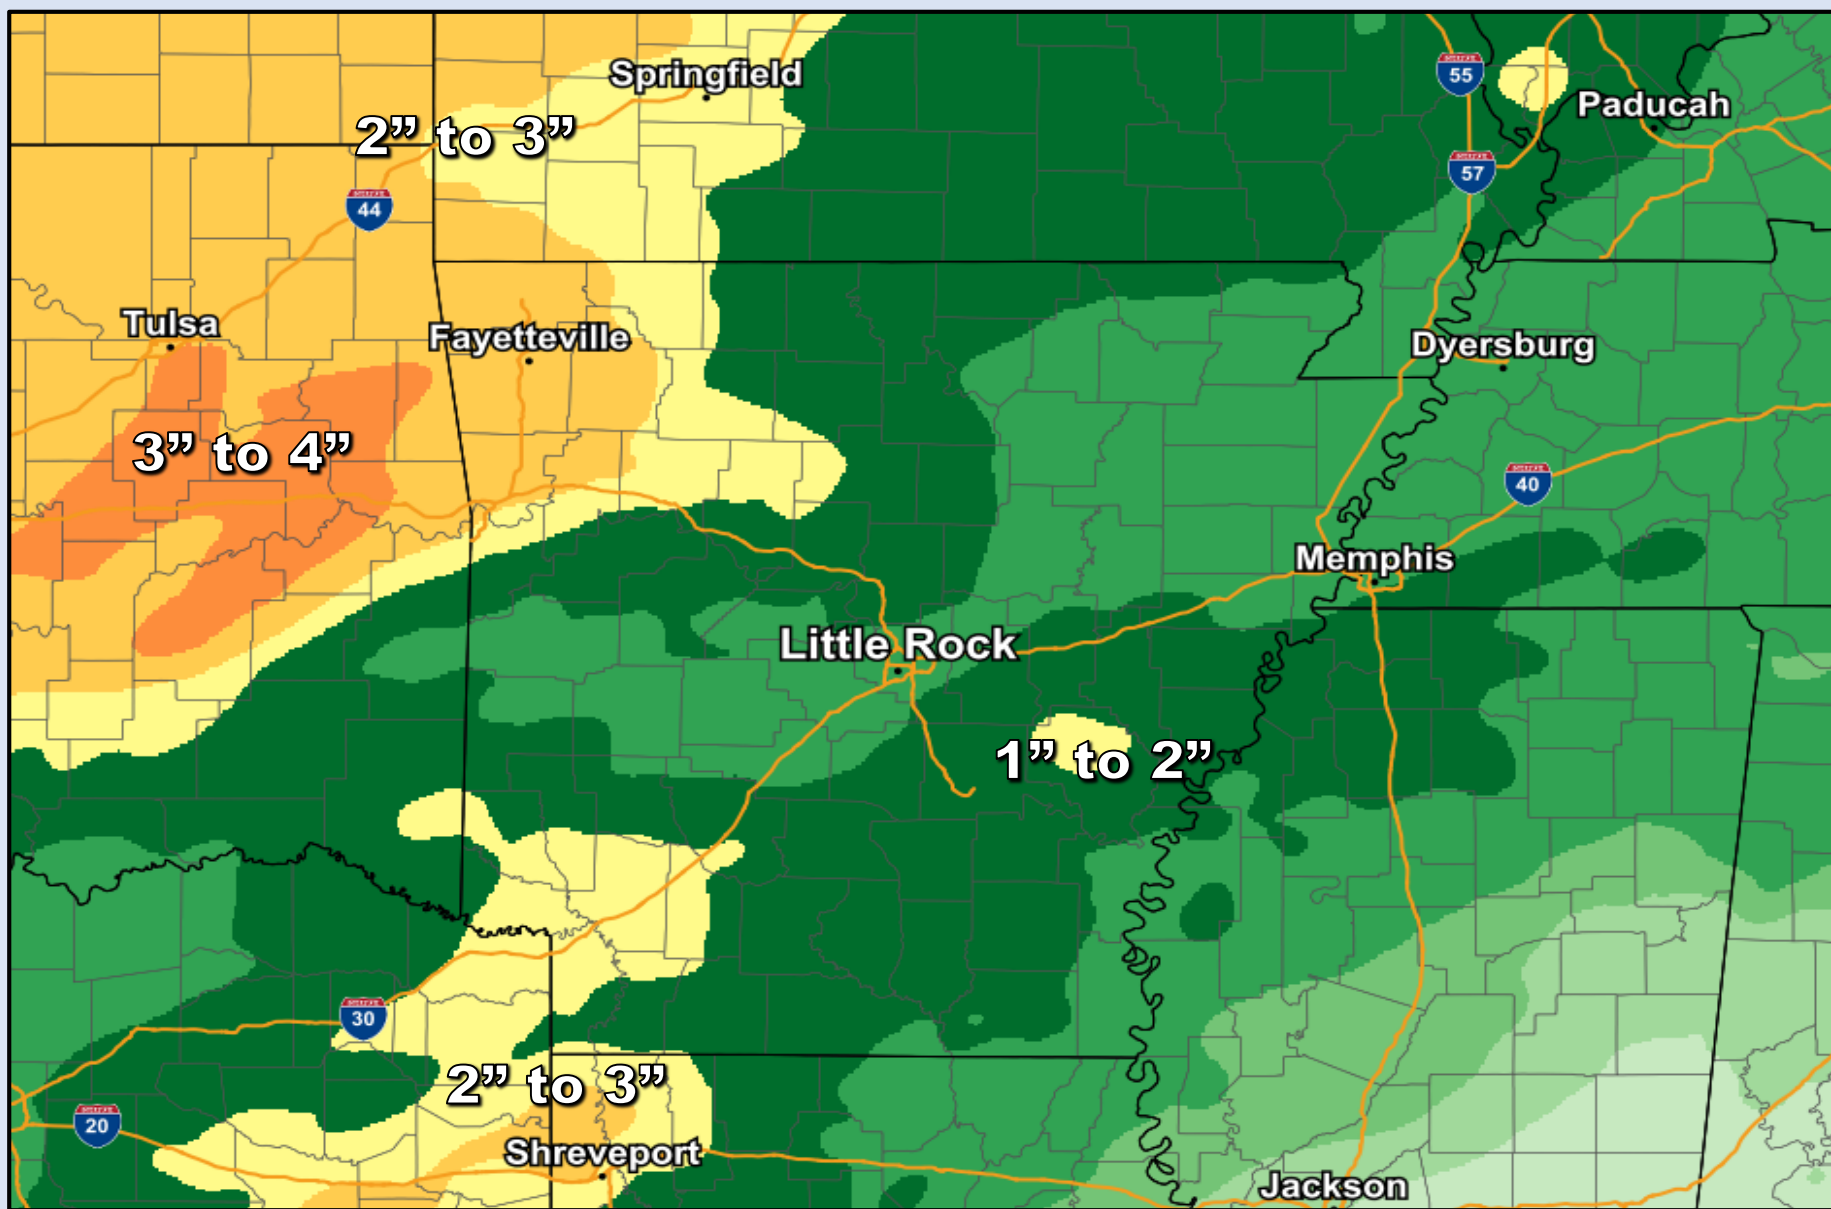 Springfield
55
Paducah
2” to 3”
57
44
Tulsa
Fayetteville
Dyersburg
3” to 4”
40
Memphis
Little Rock
1” to 2”
30
2” to 3”
20
Shreveport
Jackson